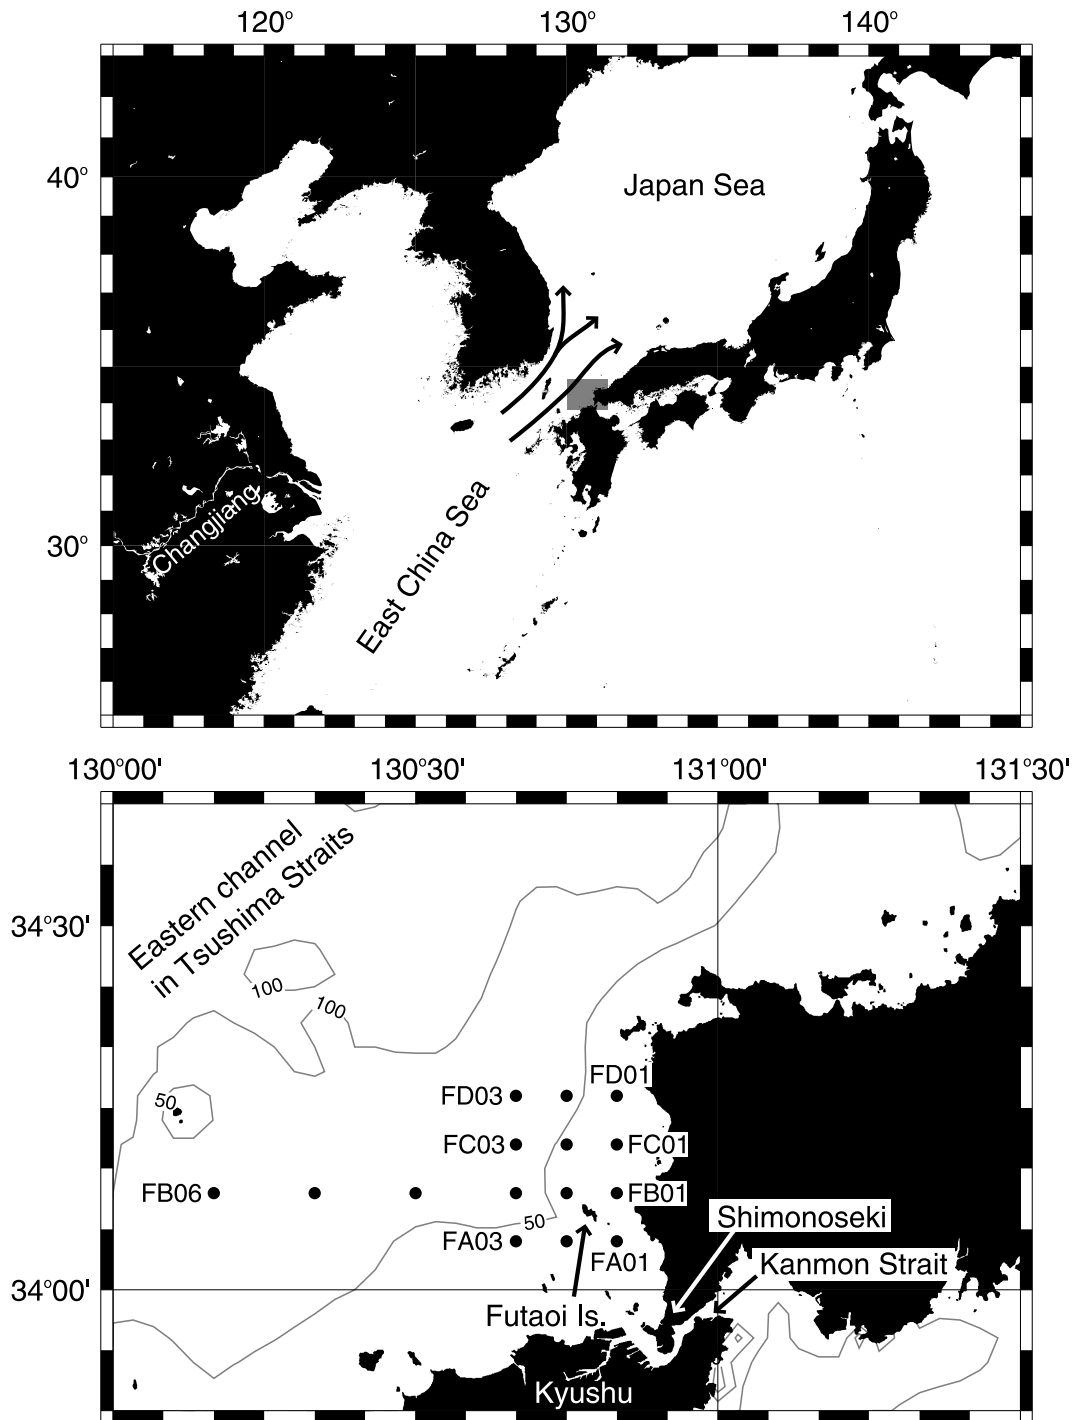 120° 130° 140°
40°
Japan Sea
Changjiang
30°
East China Sea
130°00' 130°30' 131°00' 131°30'
Eastern channel
in Tsushima Straits
34°30'
100
100
50
FD01
FD03
FC03 FC01
FB06 FB01
50
Shimonoseki
FA03
FA01
Kanmon Strait
34°00'
Futaoi Is.
Kyushu